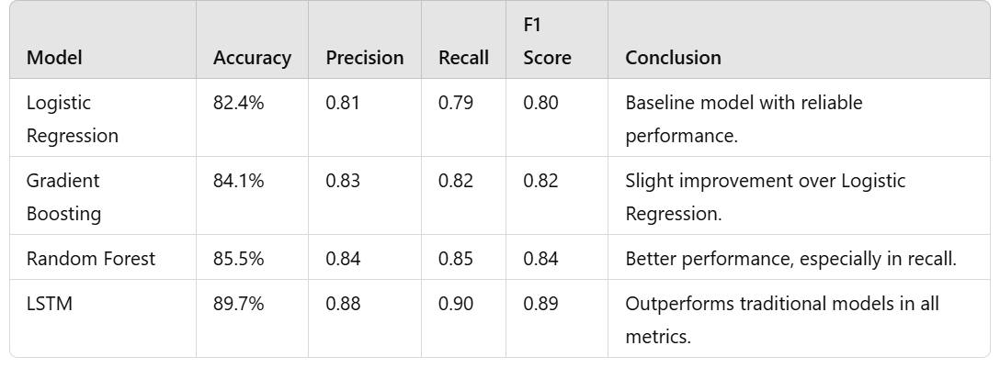 Model Accuracy Precision Recall F1 Score Conclusion
Logistic Regression 82.4% 0.81 0.79 0.80 Baseline model with reliable performance.
Gradient Boosting 84.1% 0.83 0.82 0.82 Slight improvement over Logistic Regression.
Random Forest 85.5% 0.84 0.85 0.84 Better performance, especially in recall.
LSTM 89.7% 0.88 0.90 0.89 Outperforms traditional models in all metrics.